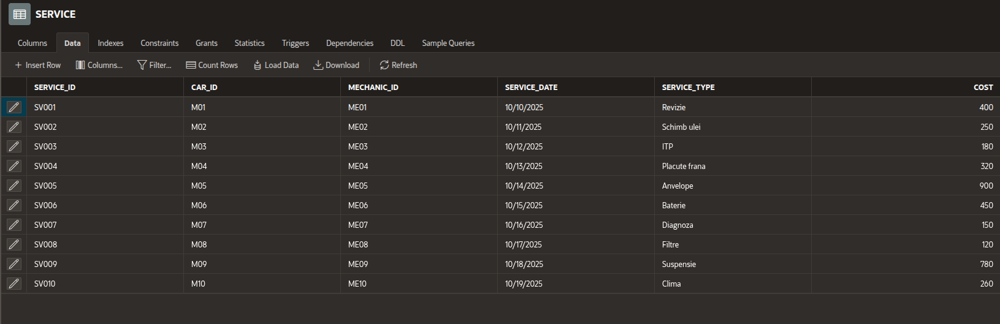 SERVICE
Columns Data Indexes Constraints Grants Statistics Triggers Dependencies DDL Sample Queries
Insert Row Columns... Filter... Count Rows Load Data Download Refresh
SERVICE_ID CAR_ID MECHANIC_ID SERVICE_DATE SERVICE_TYPE COST
SV001 M01 ME01 10/10/2025 Revizie 400
SV002 M02 ME02 10/11/2025 Schimb ulei 250
SV003 M03 ME03 10/12/2025 ITP 180
SV004 M04 ME04 10/13/2025 Placute frana 320
SV005 M05 ME05 10/14/2025 Anvelope 900
SV006 M06 ME06 10/15/2025 Baterie 450
SV007 M07 ME07 10/16/2025 Diagnoza 150
SV008 M08 ME08 10/17/2025 Filtre 120
SV009 M09 ME09 10/18/2025 Suspensie 780
SV010 M10 ME10 10/19/2025 Clima 260